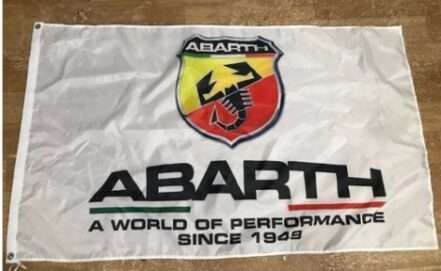 ABARTH
ABARTH
A WORLD OF PERFORMANCE
SINCE 1949